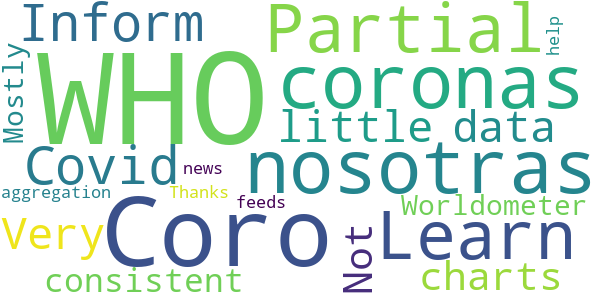 Inform
Partial
Mostly
help
WHO
coronas
little data
Covid
news
nosotras
aggregation
Thanks
feeds
Worldometer
Very
Coro
Not
Learn
consistent
charts